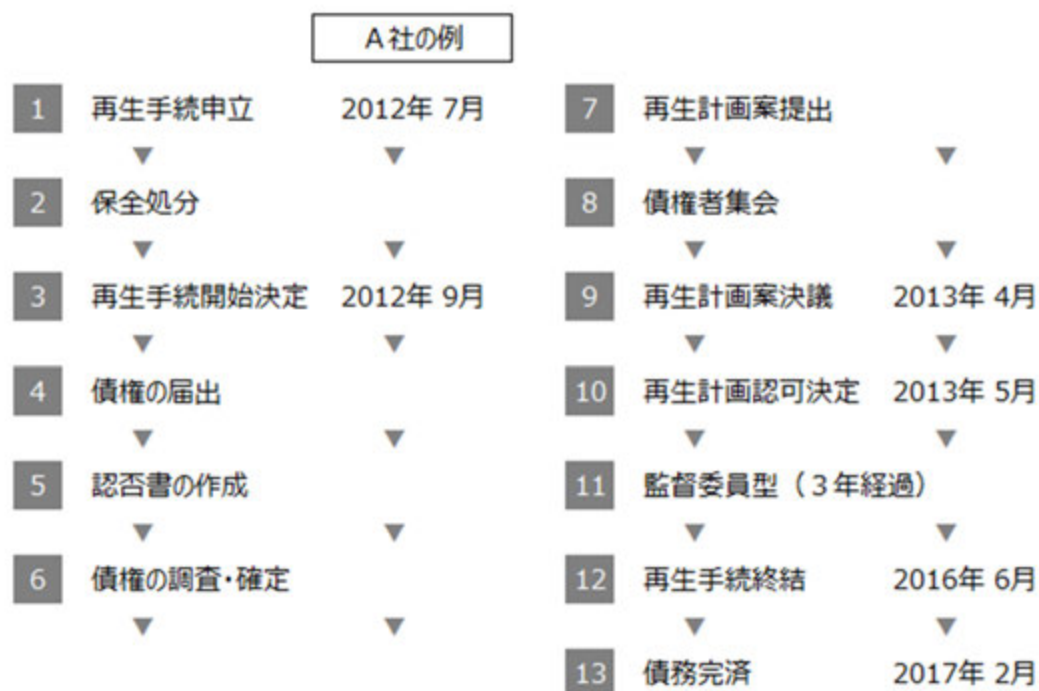 A社の例
1 再生手続申立 2012年 7月
▼ ▼
2 保全処分
▼ ▼
3 再生手続開始決定 2012年 9月
▼ ▼
4 債権の届出
▼ ▼
5 認否書の作成
▼ ▼
6 債権の調査・確定
▼ ▼
7 再生計画案提出
▼ ▼
8 債権者集会
▼ ▼
9 再生計画案決議 2013年 4月
▼ ▼
10 再生計画認可決定 2013年 5月
▼ ▼
11 監督委員型（３年経過）
▼ ▼
12 再生手続終結 2016年 6月
▼ ▼
13 債務完済 2017年 2月